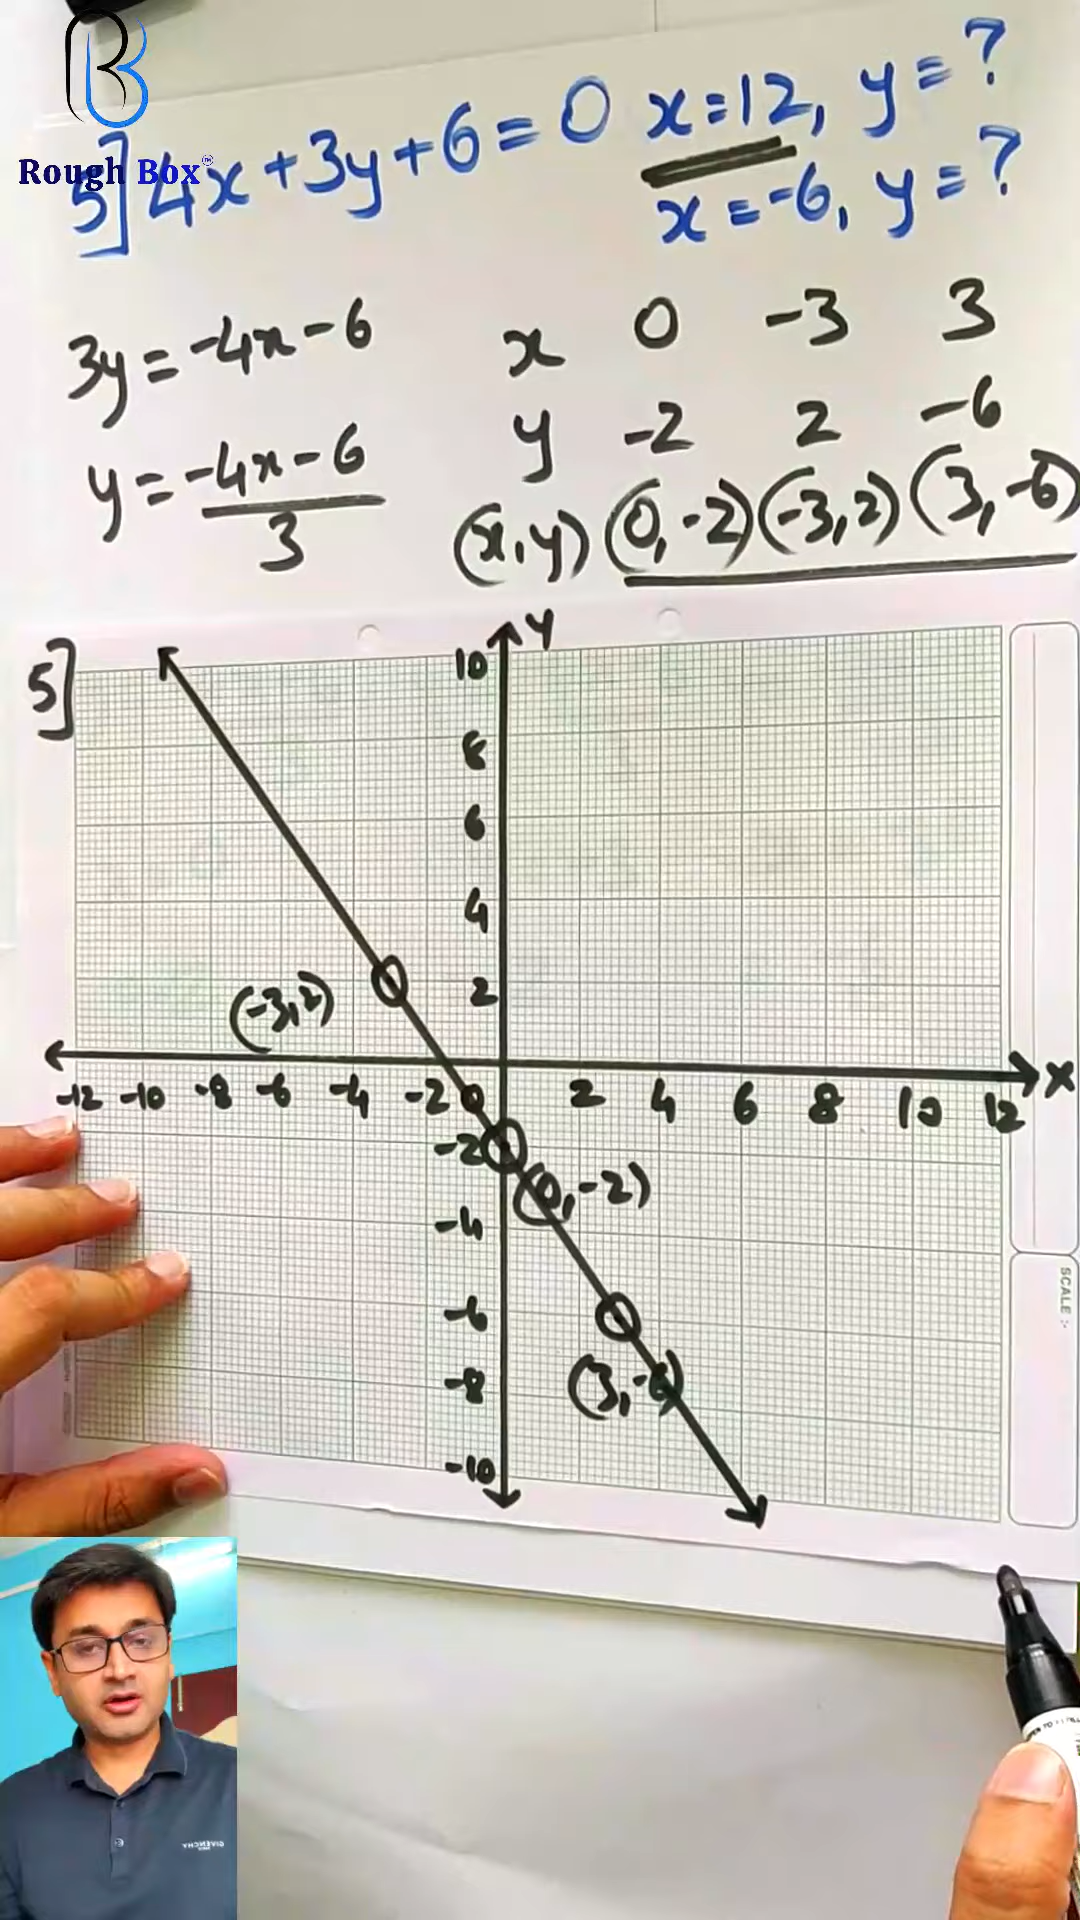 Rough Box™
5] 4x+3y+6=0 x=12, y=?
x=-6, y=?
3y=-4x-6
y=-4x-6
3
x 0 -3 3
y -2 2 -6
(x,y) (0,-2) (-3,2) (3,-6)
5]
Y
10
8
6
4
2
(-3,2)
-12 -10 -8 -6 -4 -2 0 2 4 6 8 10 12 X
-2
(0,-2)
-4
-6
-8
(3,-6)
-10
SCALE :-
GIVENCHY